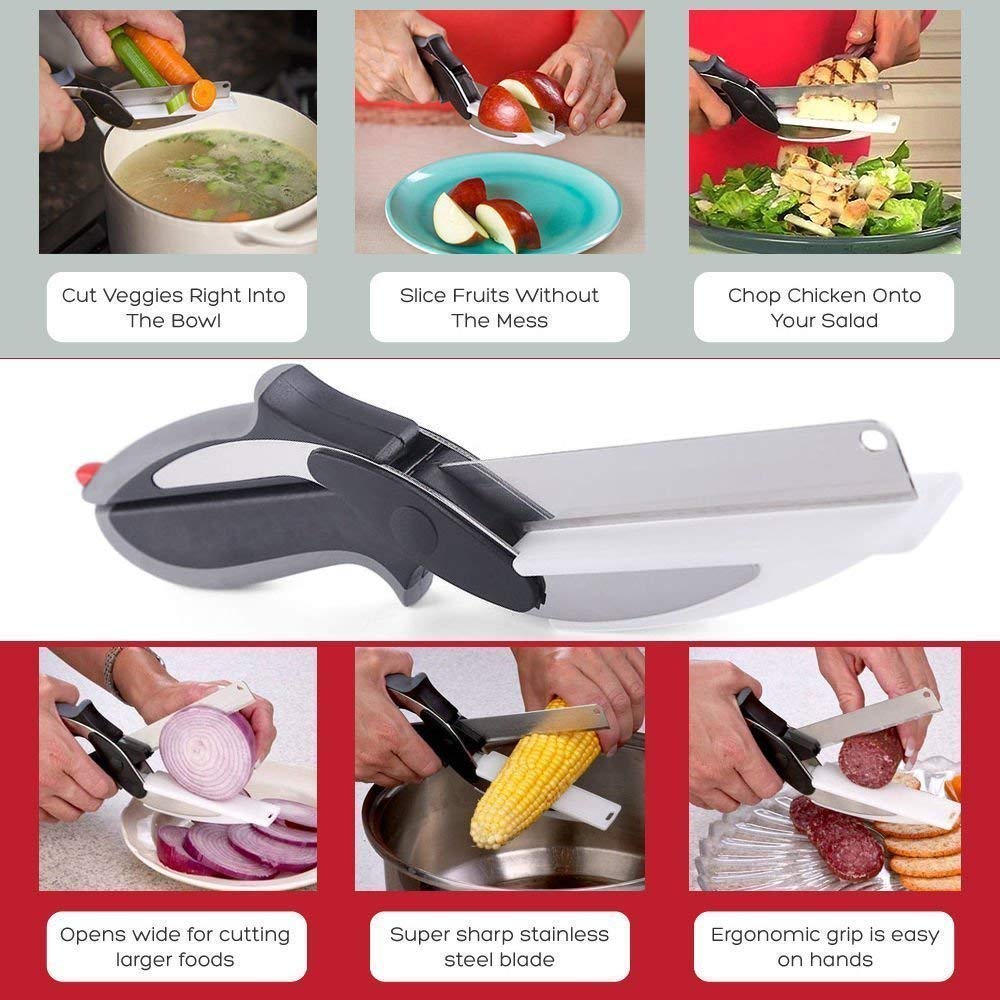 Cut Veggies Right Into
The Bowl
Slice Fruits Without
The Mess
Chop Chicken Onto
Your Salad
Opens wide for cutting
larger foods
Super sharp stainless
steel blade
Ergonomic grip is easy
on hands